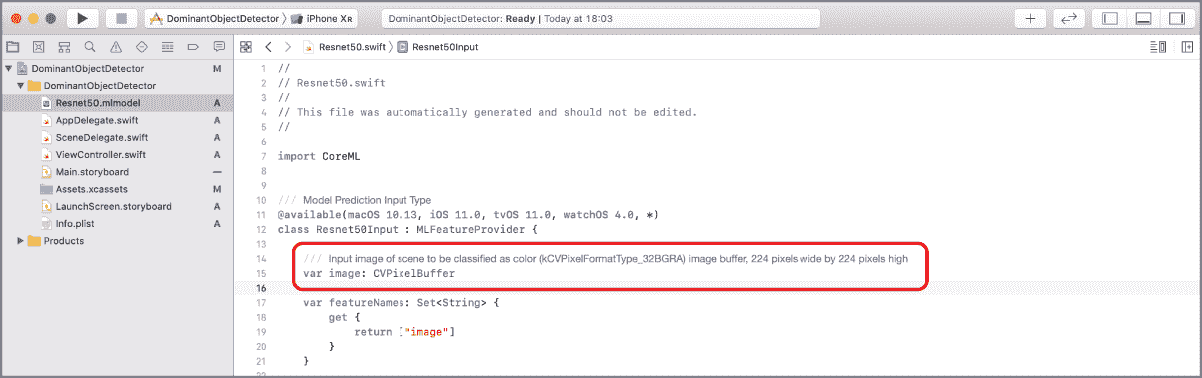 DominantObjectDetector iPhone XR
DominantObjectDetector: Ready | Today at 18:03
Resnet50.swift Resnet50Input
DominantObjectDetector M
DominantObjectDetector
Resnet50.mlmodel A
AppDelegate.swift A
SceneDelegate.swift A
ViewController.swift A
Main.storyboard —
Assets.xcassets M
LaunchScreen.storyboard A
Info.plist A
Products
1 //
2 // Resnet50.swift
3 //
4 // This file was automatically generated and should not be edited.
5 //
6
7 import CoreML
8
9
10 /// Model Prediction Input Type
11 @available(macOS 10.13, iOS 11.0, tvOS 11.0, watchOS 4.0, *)
12 class Resnet50Input : MLFeatureProvider {
13
14 /// Input image of scene to be classified as color (kCVPixelFormatType_32BGRA) image buffer, 224 pixels wide by 224 pixels high
15 var image: CVPixelBuffer
16
17 var featureNames: Set<String> {
18 get {
19 return ["image"]
20 }
21 }